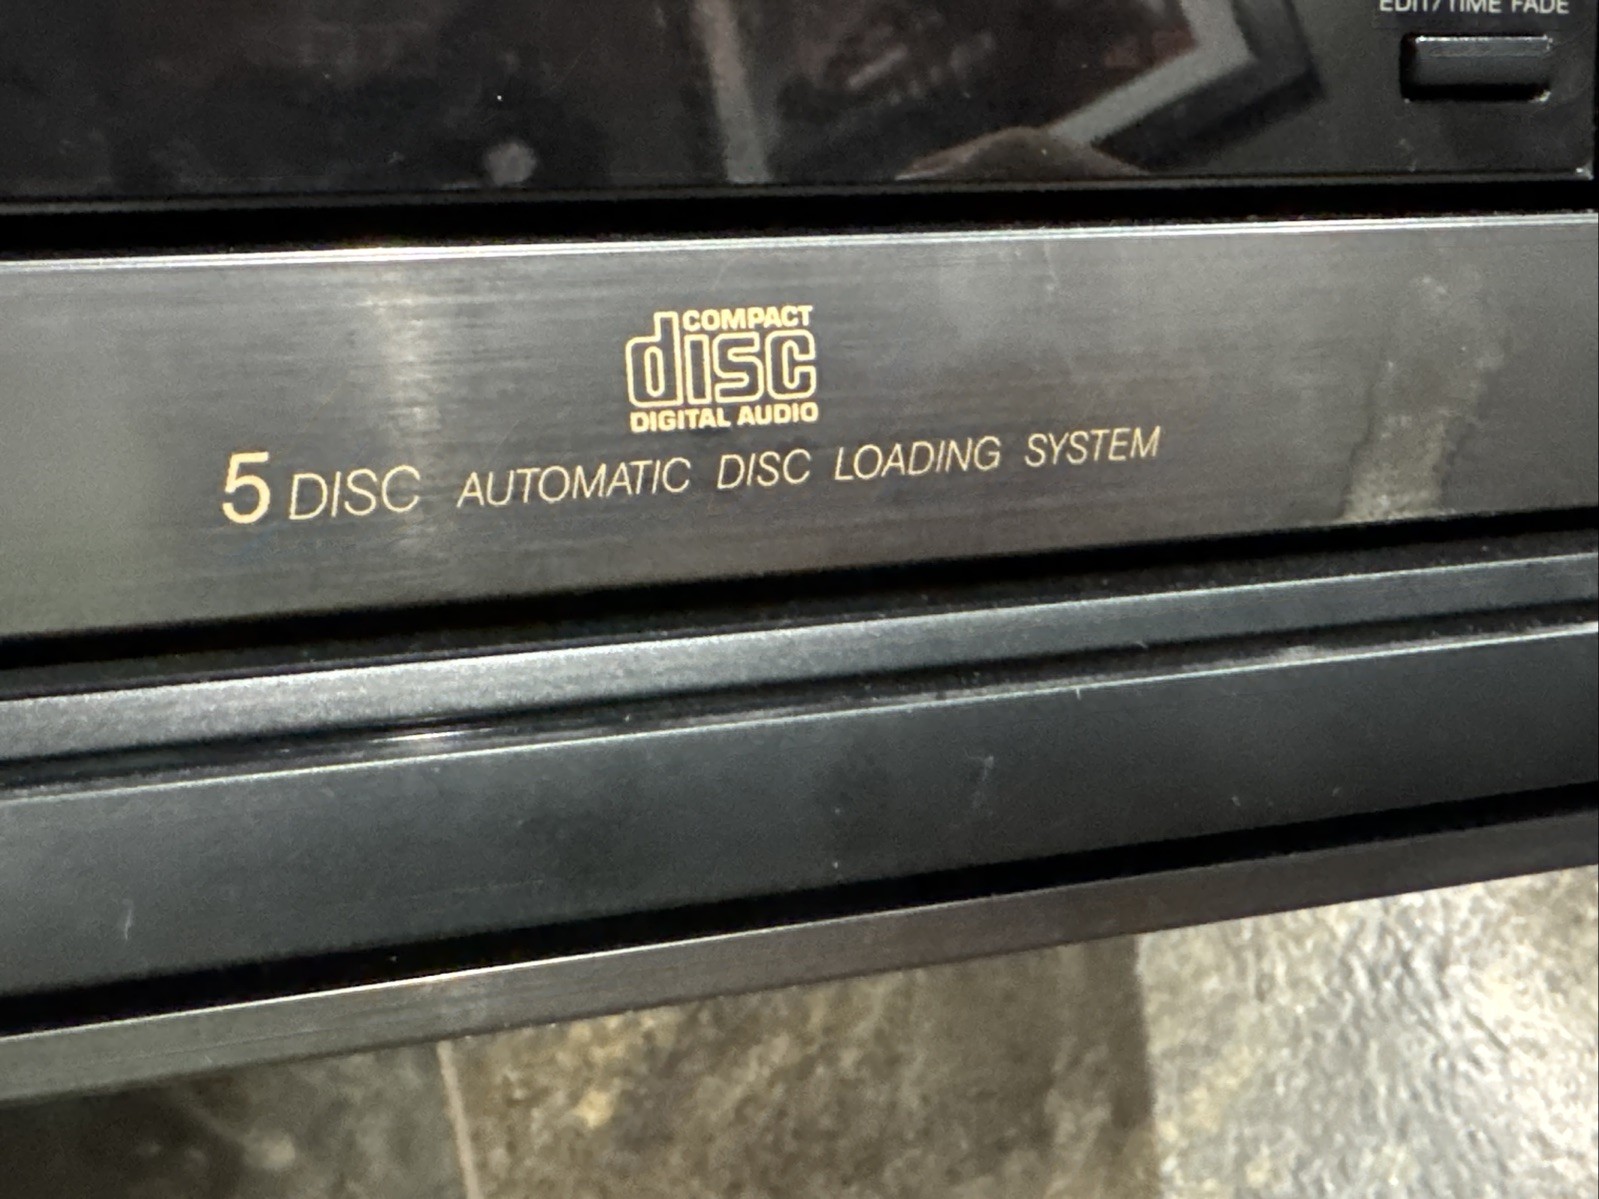 EDIT/TIME FADE
COMPACT
disc
DIGITAL AUDIO
5 DISC AUTOMATIC DISC LOADING SYSTEM